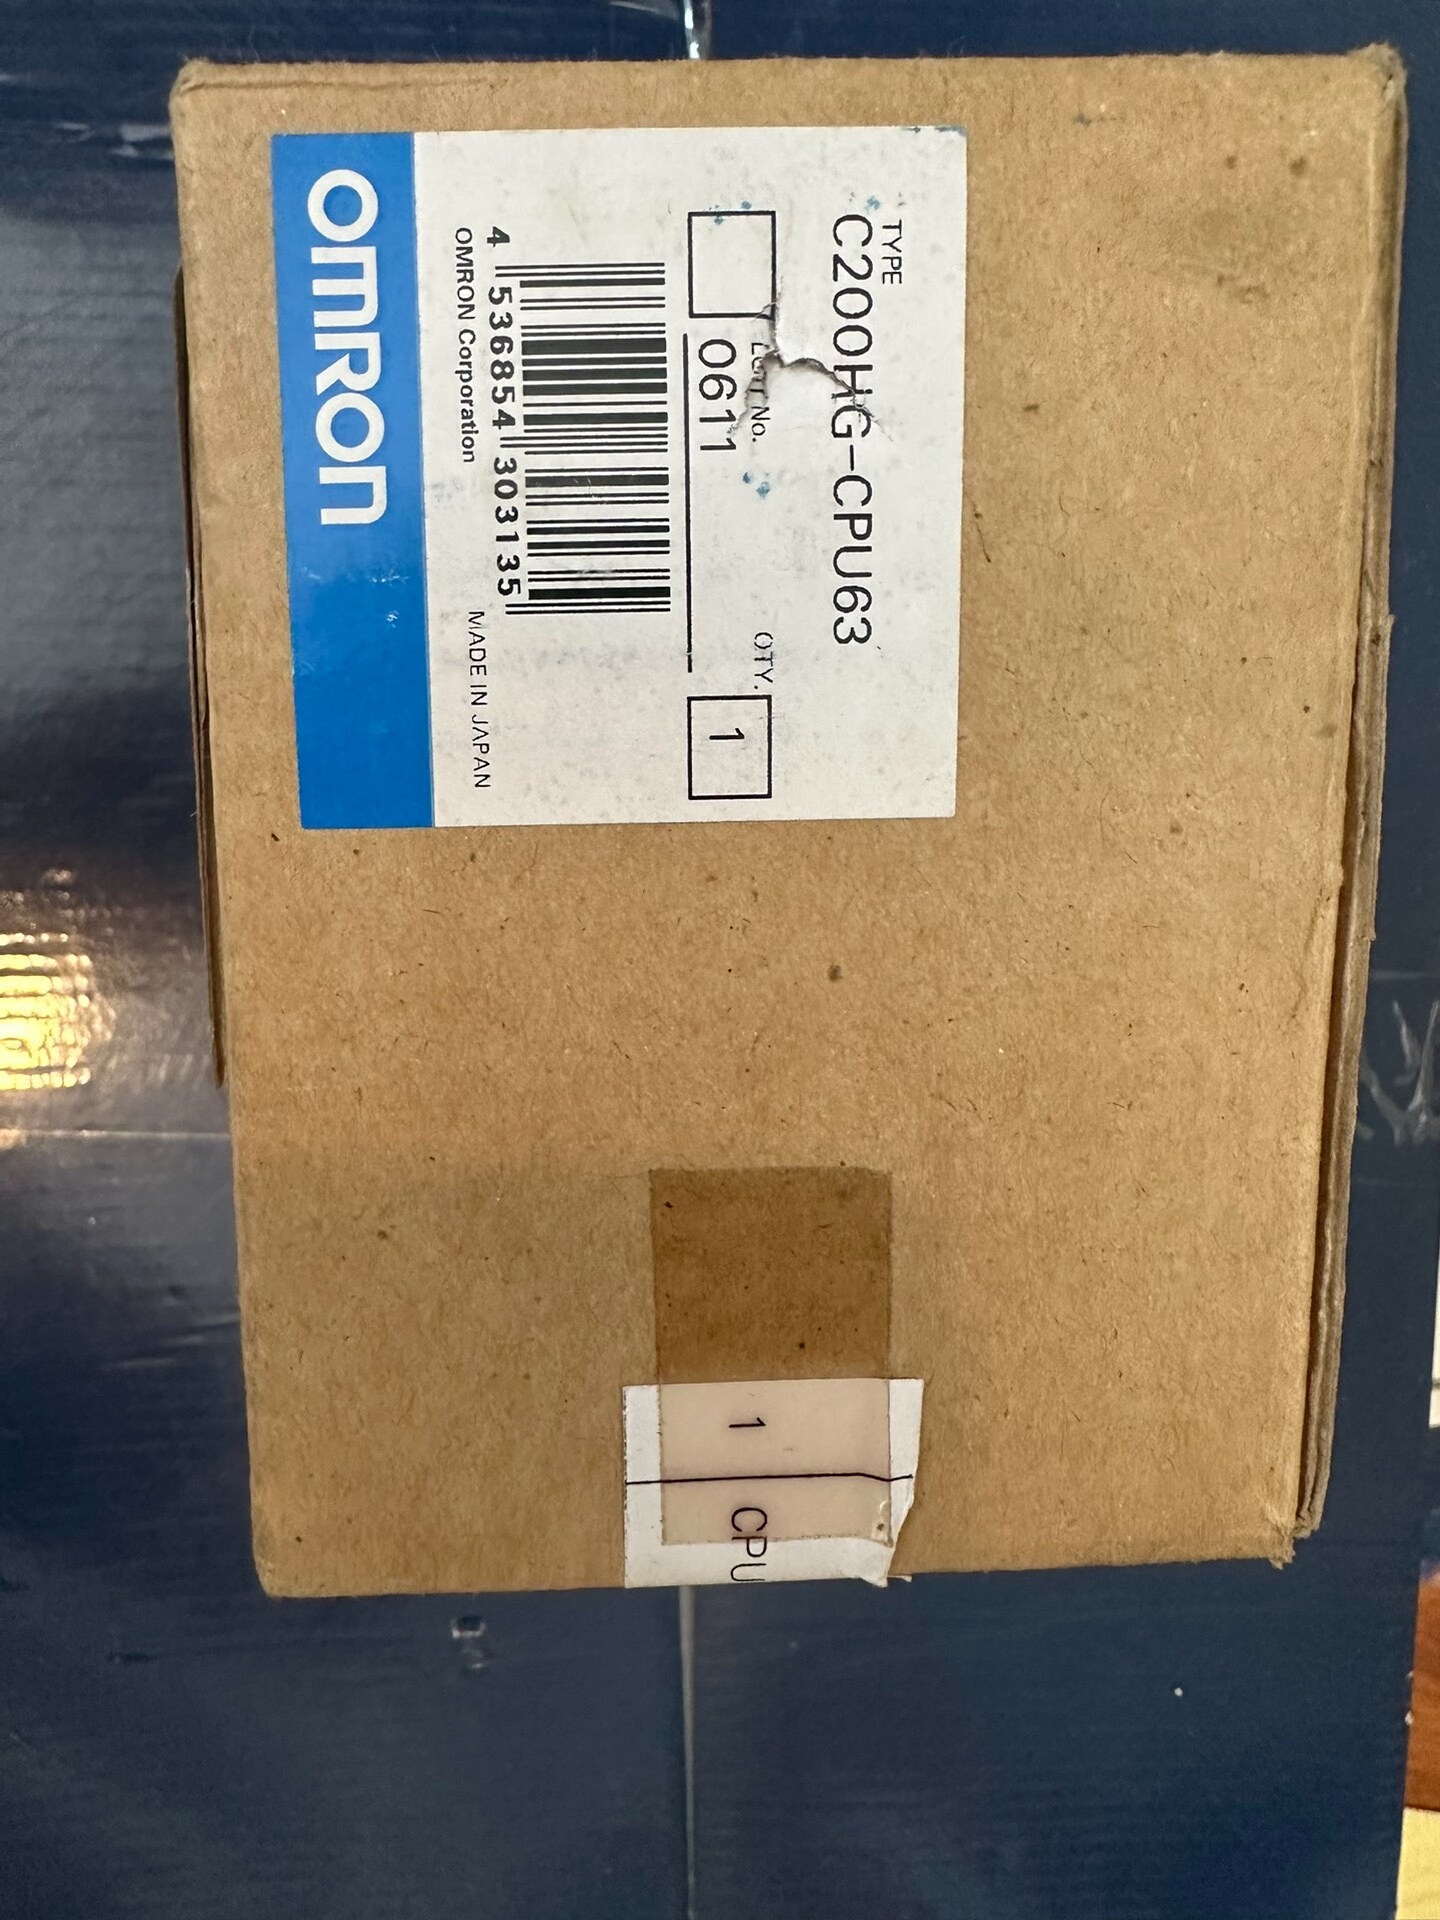 TYPE
C200HG-CPU63
LOT No.
QTY.
0611
1
4 536854 303135
OMRON Corporation
MADE IN JAPAN
OMRON
1
CPU